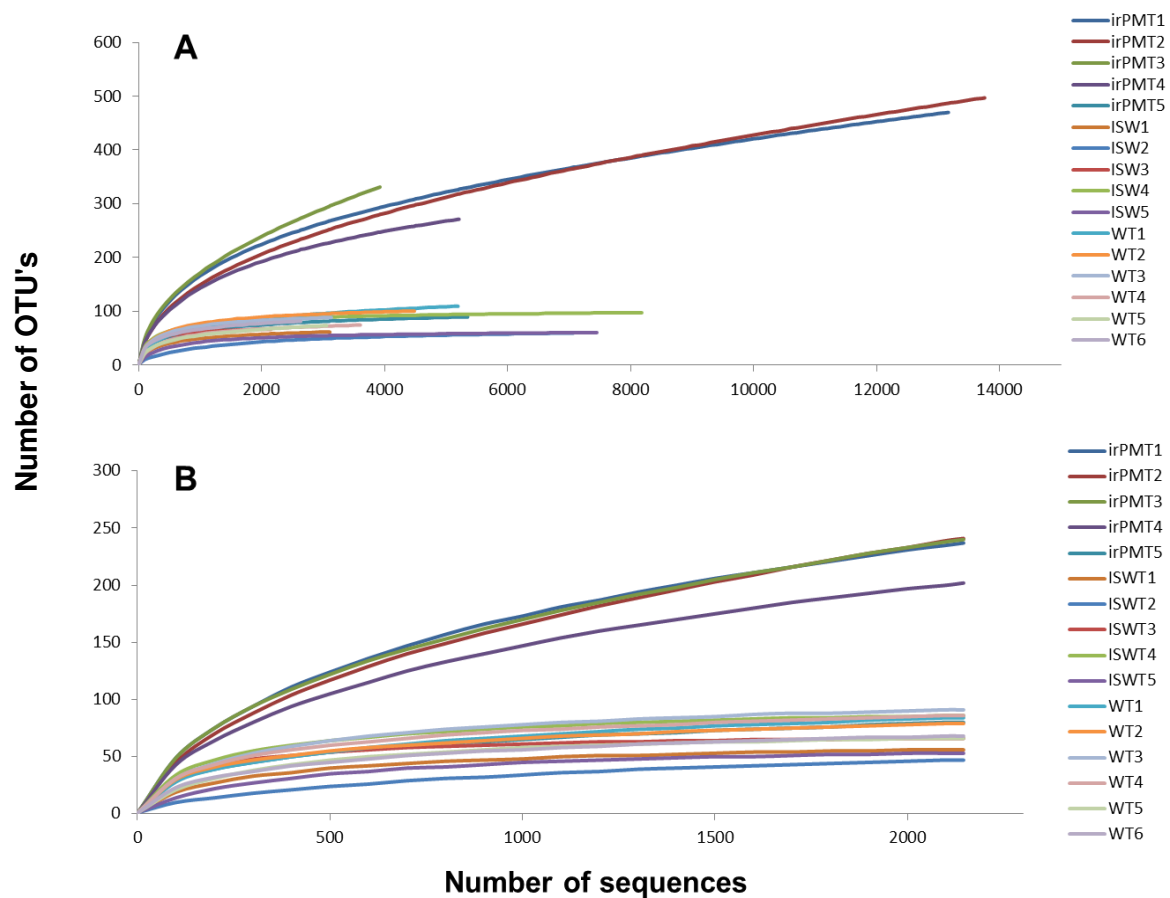 A
600
500
400
300
200
100
0
0 2000 4000 6000 8000 10000 12000 14000
irPMT1
irPMT2
irPMT3
irPMT4
irPMT5
ISW1
ISW2
ISW3
ISW4
ISW5
WT1
WT2
WT3
WT4
WT5
WT6
Number of OTU's
B
300
250
200
150
100
50
0
0 500 1000 1500 2000
irPMT1
irPMT2
irPMT3
irPMT4
irPMT5
ISWT1
ISWT2
ISWT3
ISWT4
ISWT5
WT1
WT2
WT3
WT4
WT5
WT6
Number of sequences